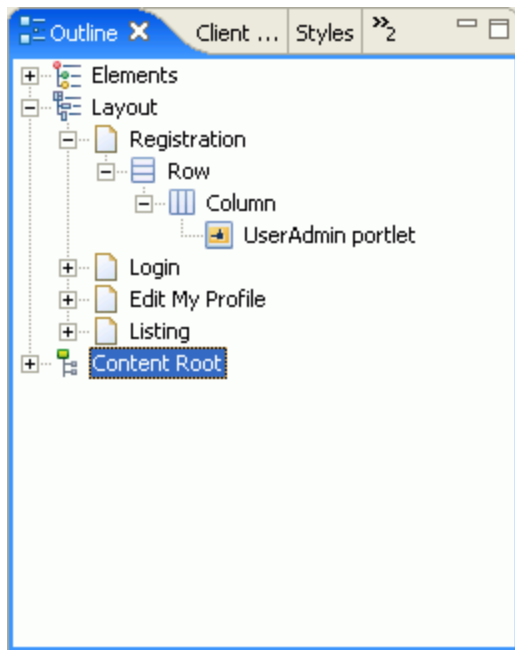 Outline Client ... Styles »2
Elements
Layout
Registration
Row
Column
UserAdmin portlet
Login
Edit My Profile
Listing
Content Root